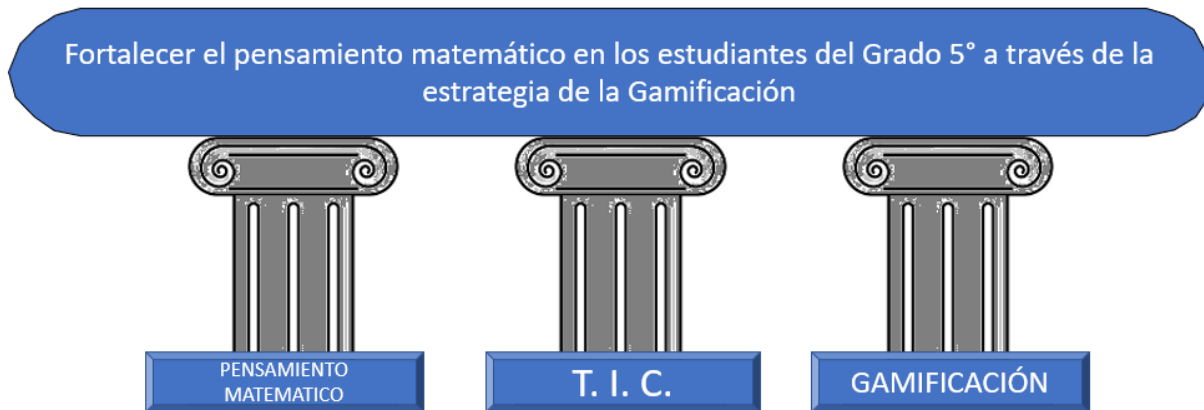 Fortalecer el pensamiento matemático en los estudiantes del Grado 5° a través de la
estrategia de la Gamificación
PENSAMIENTO
MATEMATICO
T. I. C.
GAMIFICACIÓN